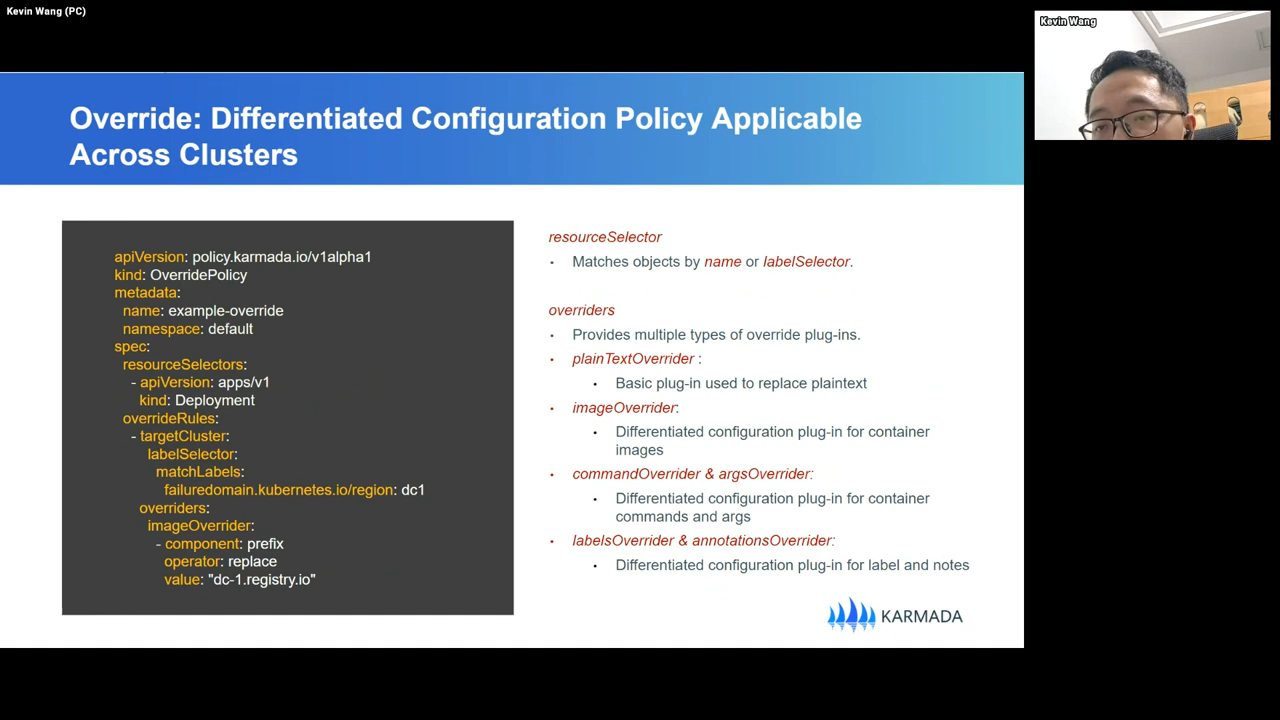 Kevin Wang (PC)
Kevin Wang
Override: Differentiated Configuration Policy Applicable
Across Clusters
apiVersion: policy.karmada.io/v1alpha1
kind: OverridePolicy
metadata:
name: example-override
namespace: default
spec:
resourceSelectors:
- apiVersion: apps/v1
kind: Deployment
overrideRules:
- targetCluster:
labelSelector:
matchLabels:
failuredomain.kubernetes.io/region: dc1
overriders:
imageOverrider:
- component: prefix
operator: replace
value: "dc-1.registry.io"
resourceSelector
• Matches objects by name or labelSelector.
overriders
• Provides multiple types of override plug-ins.
• plainTextOverrider :
• Basic plug-in used to replace plaintext
• imageOverrider:
• Differentiated configuration plug-in for container
images
• commandOverrider & argsOverrider:
• Differentiated configuration plug-in for container
commands and args
• labelsOverrider & annotationsOverrider:
• Differentiated configuration plug-in for label and notes
KARMADA